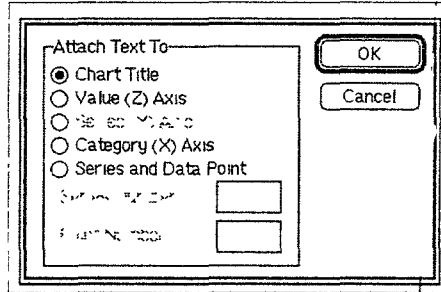 Attach Text To
OK
Chart Title
Cancel
Value (Z) Axis
Category (X) Axis
Series and Data Point